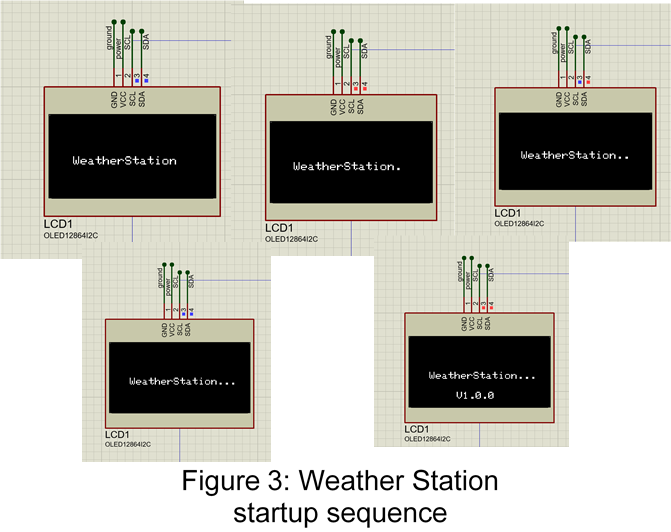 ground
power
SCL
SDA
1
2
3
4
GND
VCC
SCL
SDA
WeatherStation
LCD1
OLED12864I2C
ground
power
SCL
SDA
1
2
3
4
GND
VCC
SCL
SDA
WeatherStation.
LCD1
OLED12864I2C
ground
power
SCL
SDA
1
2
3
4
GND
VCC
SCL
SDA
WeatherStation..
LCD1
OLED12864I2C
ground
power
SCL
SDA
1
2
3
4
GND
VCC
SCL
SDA
WeatherStation...
LCD1
OLED12864I2C
ground
power
SCL
SDA
1
2
3
4
GND
VCC
SCL
SDA
WeatherStation...
V1.0.0
LCD1
OLED12864I2C
Figure 3: Weather Station
startup sequence